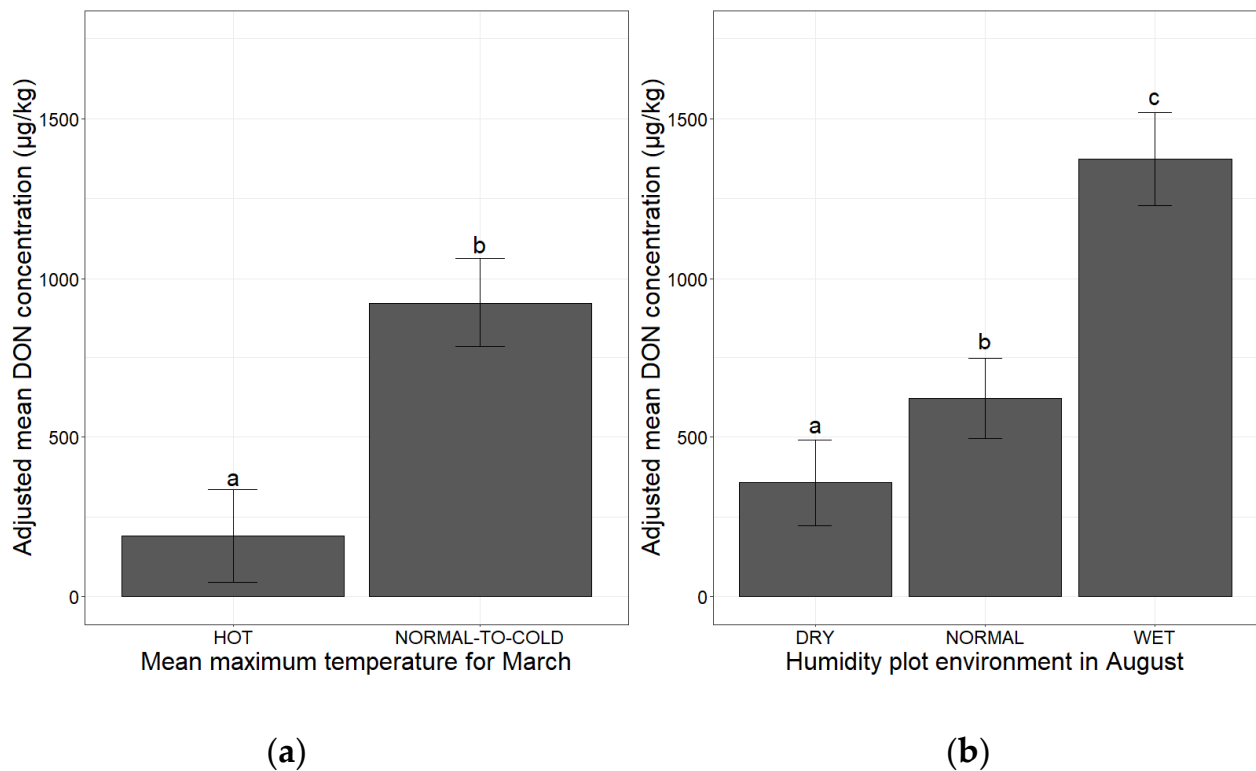 Adjusted mean DON concentration (µg/kg)
1500
1000
500
0
a
b
HOT
NORMAL-TO-COLD
Mean maximum temperature for March
(a)
Adjusted mean DON concentration (µg/kg)
1500
1000
500
0
a
b
c
DRY
NORMAL
WET
Humidity plot environment in August
(b)